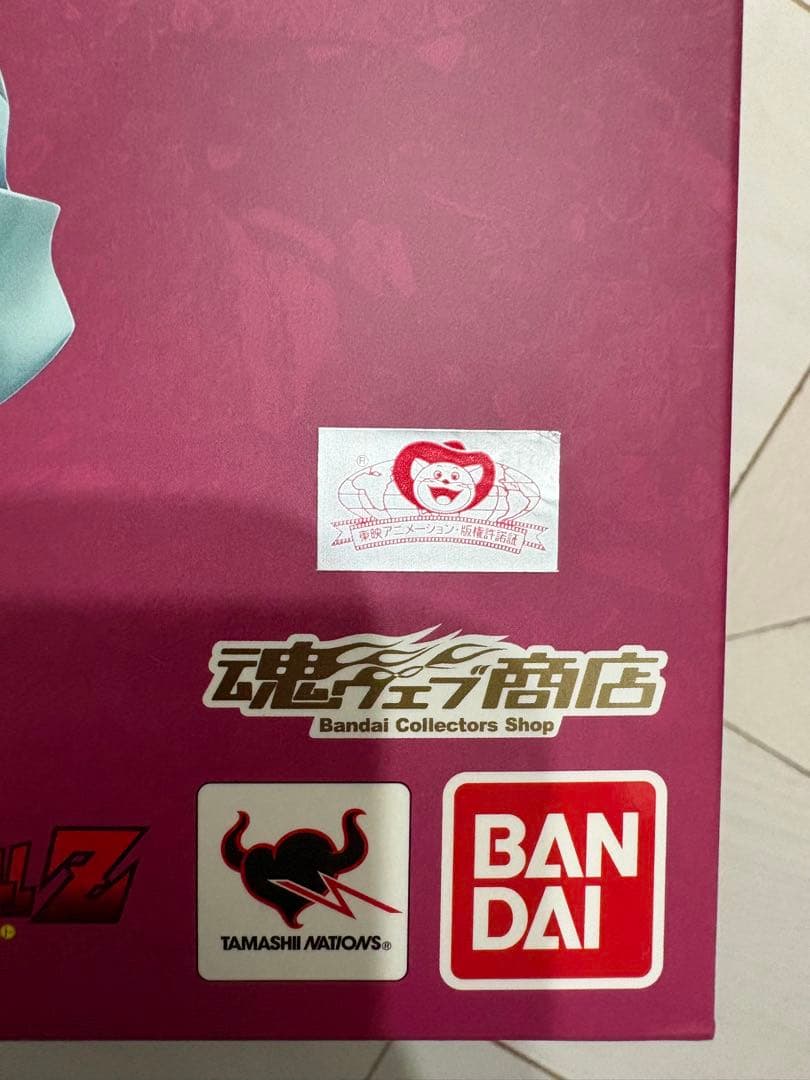 ®
東映アニメーション・版権許諾証
魂ウェブ商店
Bandai Collectors Shop
Z
TAMASHII NATIONS®
BAN
DAI